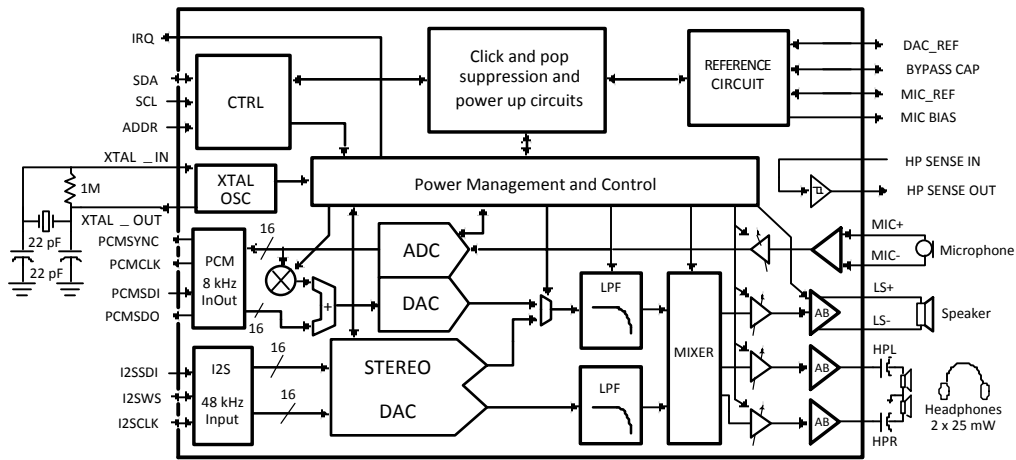 IRQ
SDA
SCL
ADDR
XTAL _ IN
1M
XTAL _ OUT
22 pF
22 pF
PCMSYNC
PCMCLK
PCMSDI
PCMSDO
I2SSDI
I2SWS
I2SCLK
CTRL
Click and pop
suppression and
power up circuits
REFERENCE
CIRCUIT
DAC_REF
BYPASS CAP
MIC_REF
MIC BIAS
XTAL
OSC
Power Management and Control
HP SENSE IN
HP SENSE OUT
PCM
8 kHz
InOut
16
16
+
ADC
DAC
MIC+
MIC-
Microphone
LPF
LS+
LS-
AB
Speaker
I2S
48 kHz
Input
16
16
STEREO
DAC
LPF
MIXER
AB
AB
HPL
HPR
Headphones
2 x 25 mW